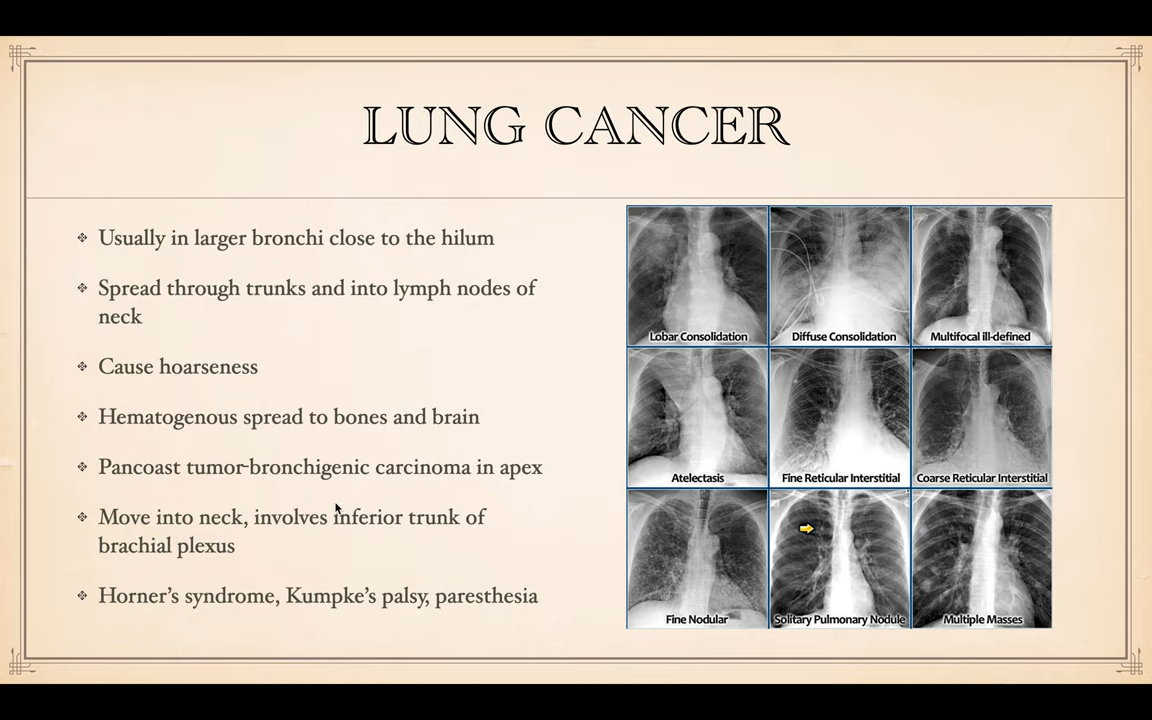 LUNG CANCER
Usually in larger bronchi close to the hilum
Spread through trunks and into lymph nodes of
neck
Cause hoarseness
Hematogenous spread to bones and brain
Pancoast tumor-bronchigenic carcinoma in apex
Move into neck, involves inferior trunk of
brachial plexus
Horner's syndrome, Kumpke's palsy, paresthesia
Lobar Consolidation
Diffuse Consolidation
Multifocal ill-defined
Atelectasis
Fine Reticular Interstitial
Coarse Reticular Interstitial
Fine Nodular
Solitary Pulmonary Nodule
Multiple Masses